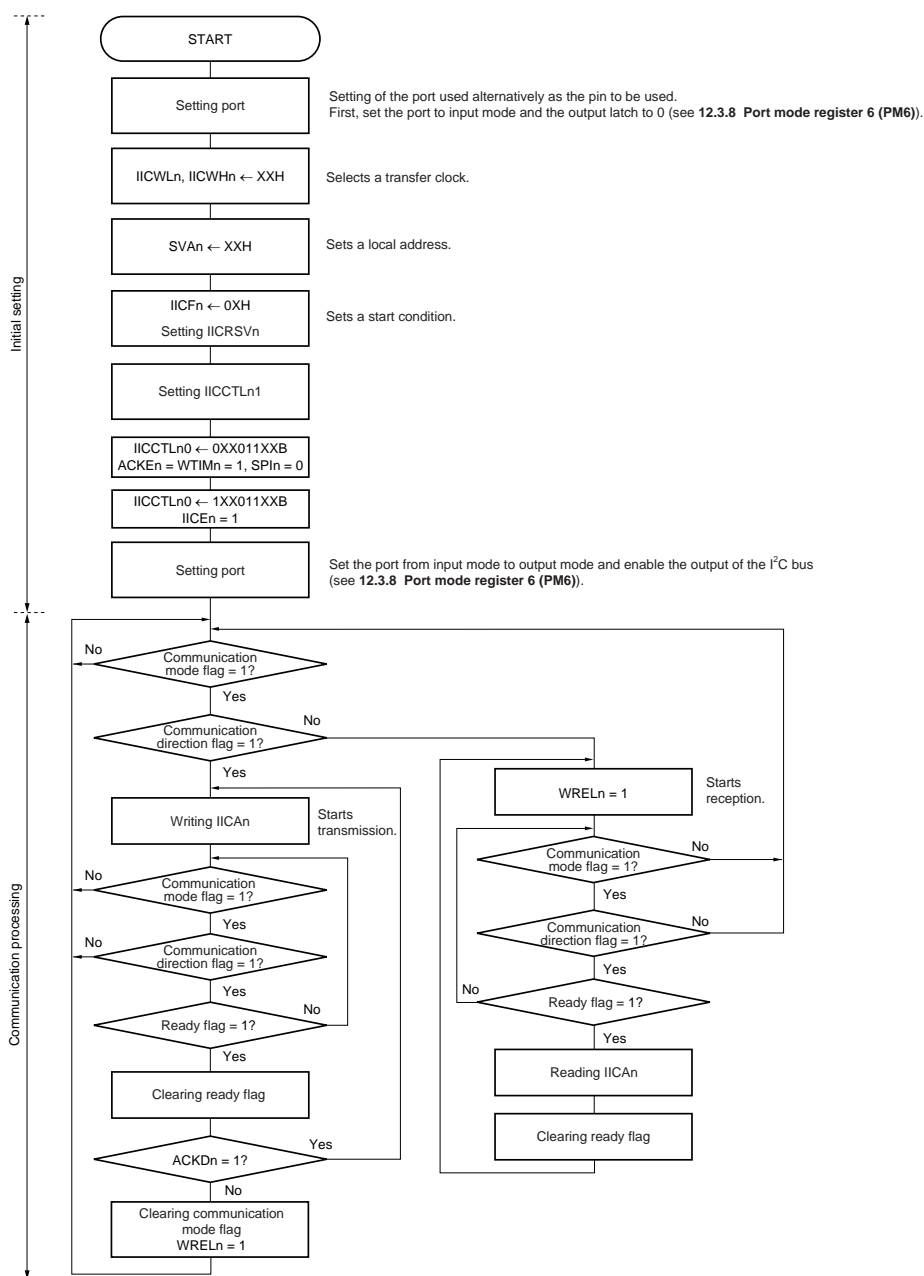 START
Setting port
Setting of the port used alternatively as the pin to be used.
First, set the port to input mode and the output latch to 0 (see 12.3.8 Port mode register 6 (PM6)).
IICWLn, IICWHn ← XXH
Selects a transfer clock.
SVAn ← XXH
Sets a local address.
IICFn ← 0XH
Setting IICRSVn
Sets a start condition.
Setting IICCTLn1
IICCTLn0 ← 0XX011XXB
ACKEn = WTIMn = 1, SPIn = 0
IICCTLn0 ← 1XX011XXB
IICEn = 1
Setting port
Set the port from input mode to output mode and enable the output of the I²C bus
(see 12.3.8 Port mode register 6 (PM6)).
Initial setting
Communication processing
No
Communication
mode flag = 1?
Yes
No
Communication
direction flag = 1?
Yes
Writing IICAn
Starts
transmission.
No
Communication
mode flag = 1?
Yes
No
Communication
direction flag = 1?
Yes
No
Ready flag = 1?
Yes
Clearing ready flag
Yes
ACKDn = 1?
No
Clearing communication
mode flag
WRELn = 1
WRELn = 1
Starts
reception.
No
Communication
mode flag = 1?
Yes
No
Communication
direction flag = 1?
Yes
No
Ready flag = 1?
Yes
Reading IICAn
Clearing ready flag